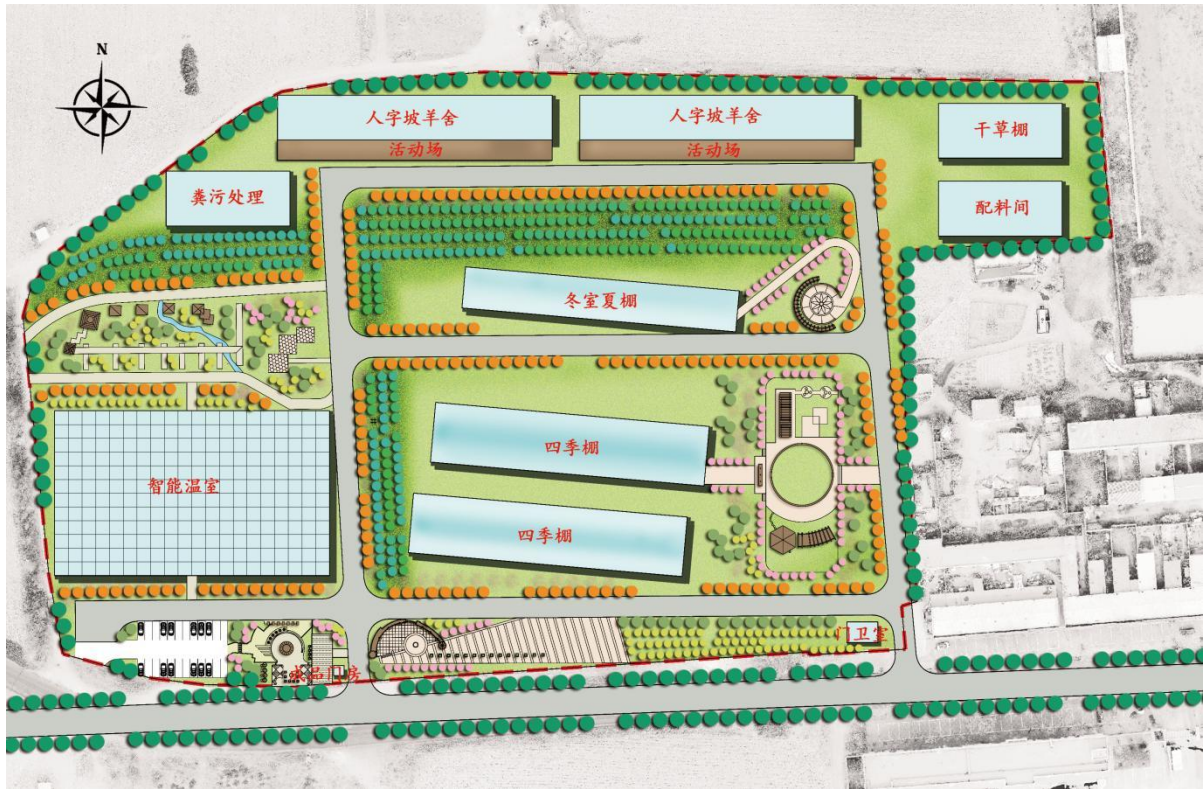 N
人字坡羊舍
人字坡羊舍
干草棚
活动场
活动场
粪污处理
配料间
冬室夏棚
四季棚
智能温室
四季棚
门卫室